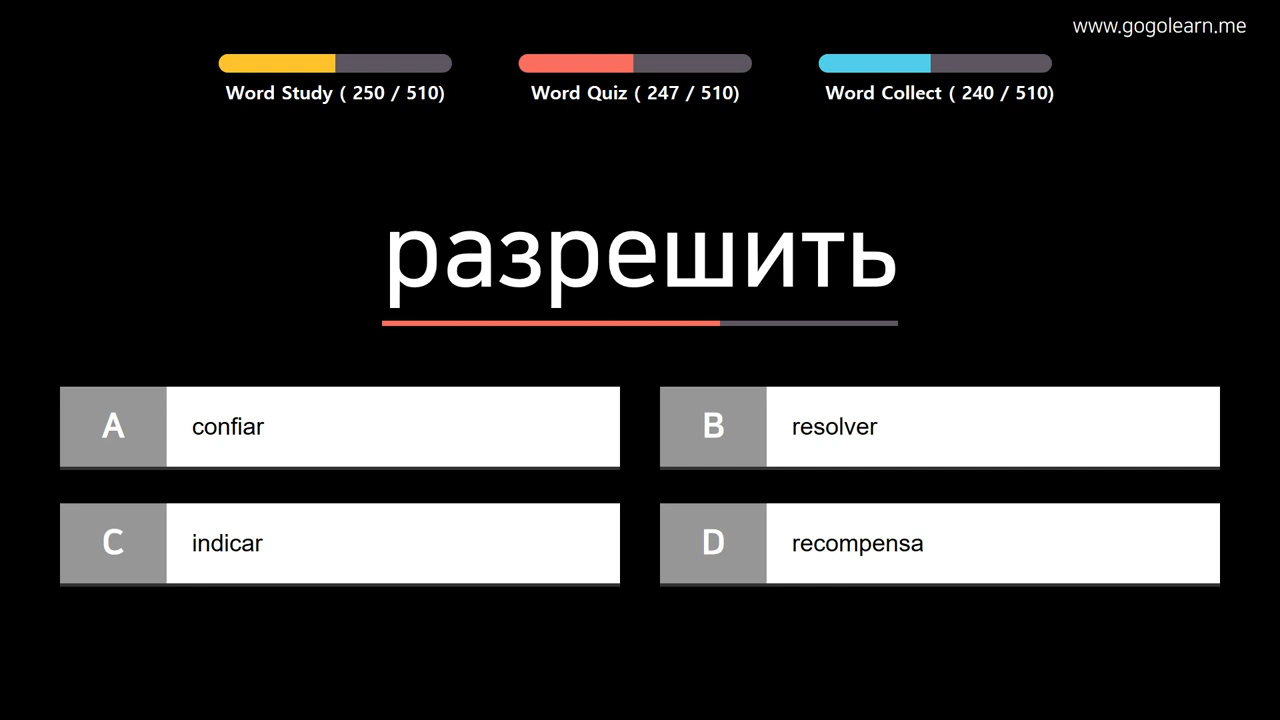 www.gogolearn.me
Word Study ( 250 / 510)
Word Quiz ( 247 / 510)
Word Collect ( 240 / 510)
разрешить
A confiar
B resolver
C indicar
D recompensa